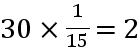 30 × 1/15 = 2